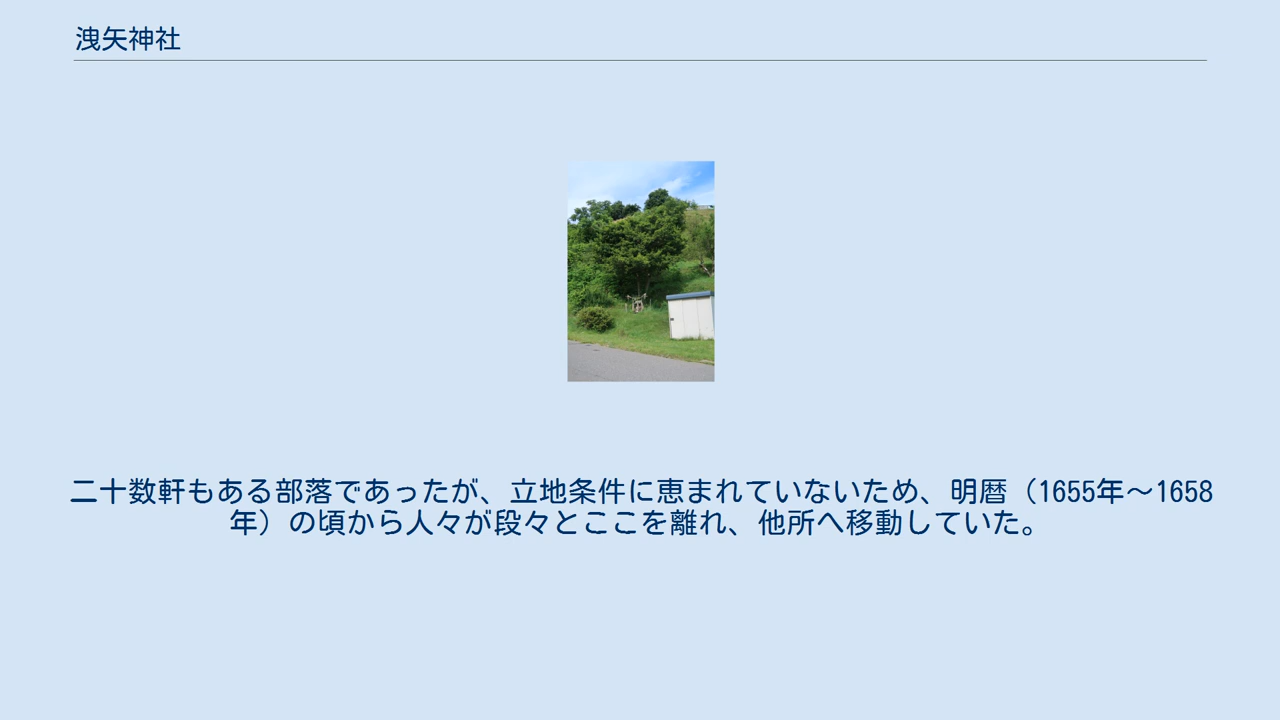 洩矢神社
二十数軒もある部落であったが、立地条件に恵まれていないため、明暦（1655年～1658
年）の頃から人々が段々とここを離れ、他所へ移動していた。